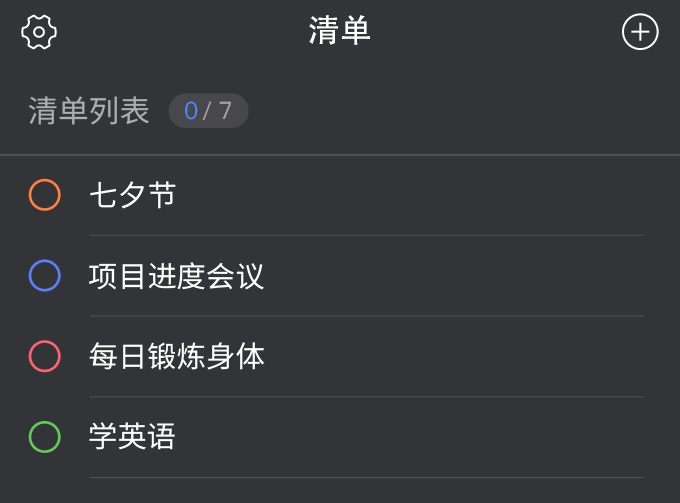 清单
清单列表 0/7
七夕节
项目进度会议
每日锻炼身体
学英语